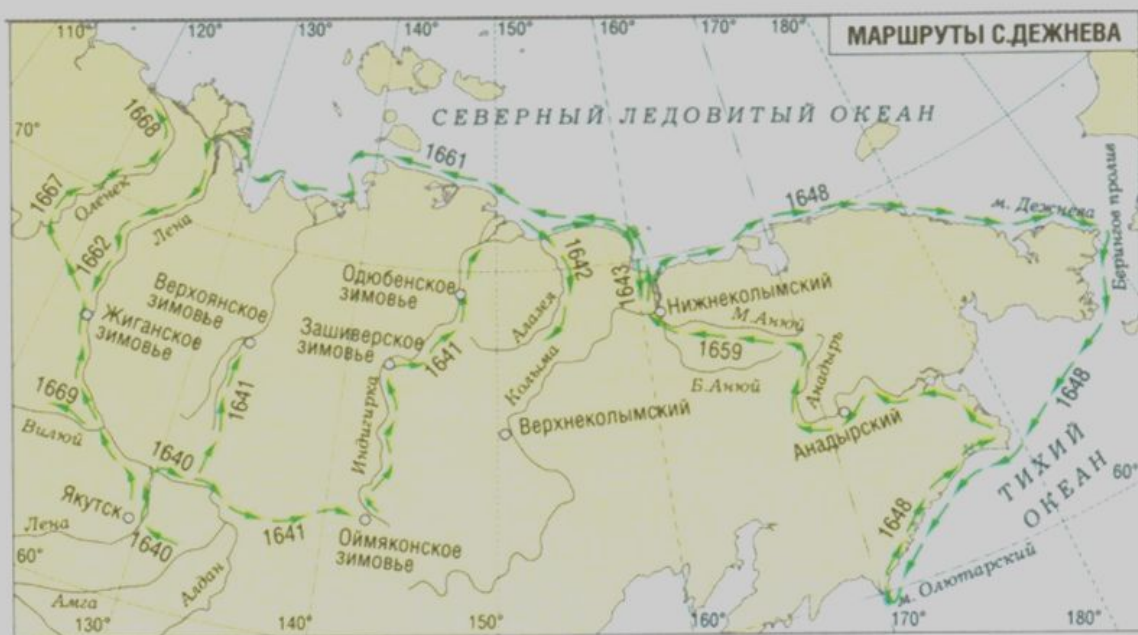 110°
120°
130°
140°
150°
160°
170°
180°
МАРШРУТЫ С.ДЕЖНЕВА
СЕВЕРНЫЙ ЛЕДОВИТЫЙ ОКЕАН
70°
1668
1661
1667
Оленек
1648
м. Дежнева
Берингов пролив
Лена
1662
1642
1643
Одюбенское
зимовье
Верхоянское
зимовье
Жиганское
зимовье
Алазея
Нижнеколымский
М.Анюй
Зашиверское
зимовье
1641
1659
Колыма
Б.Анюй
Анадырь
1648
1669
1641
Вилюй
Индигирка
Верхнеколымский
Анадырский
1640
ТИХИЙ
ОКЕАН
60°
Якутск
Лена
1641
1648
1640
Оймяконское
зимовье
60°
Алдан
Амга
м. Олюторский
130°
140°
150°
160°
170°
180°